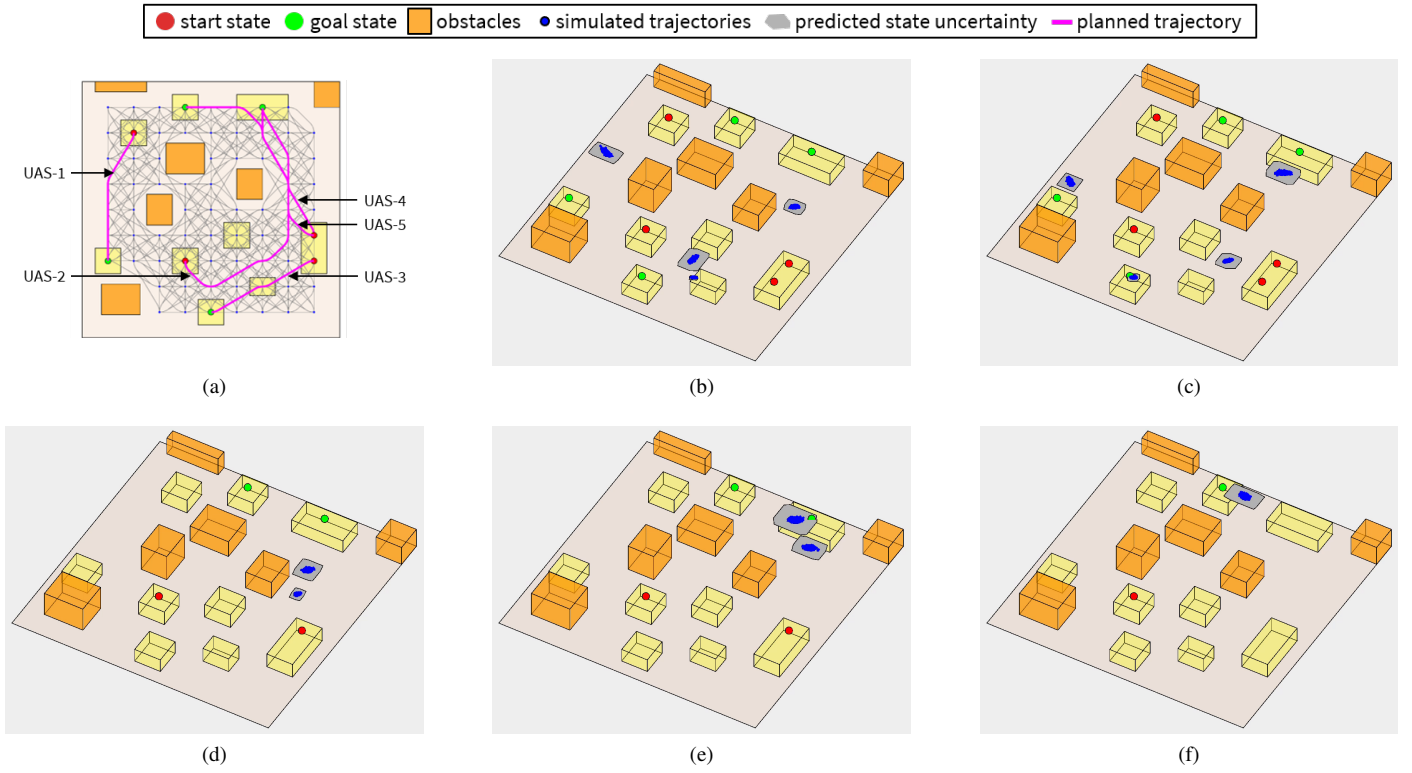 start state goal state obstacles simulated trajectories predicted state uncertainty planned trajectory
UAS-1
UAS-4
UAS-5
UAS-2
UAS-3
(a)
(b)
(c)
(d)
(e)
(f)